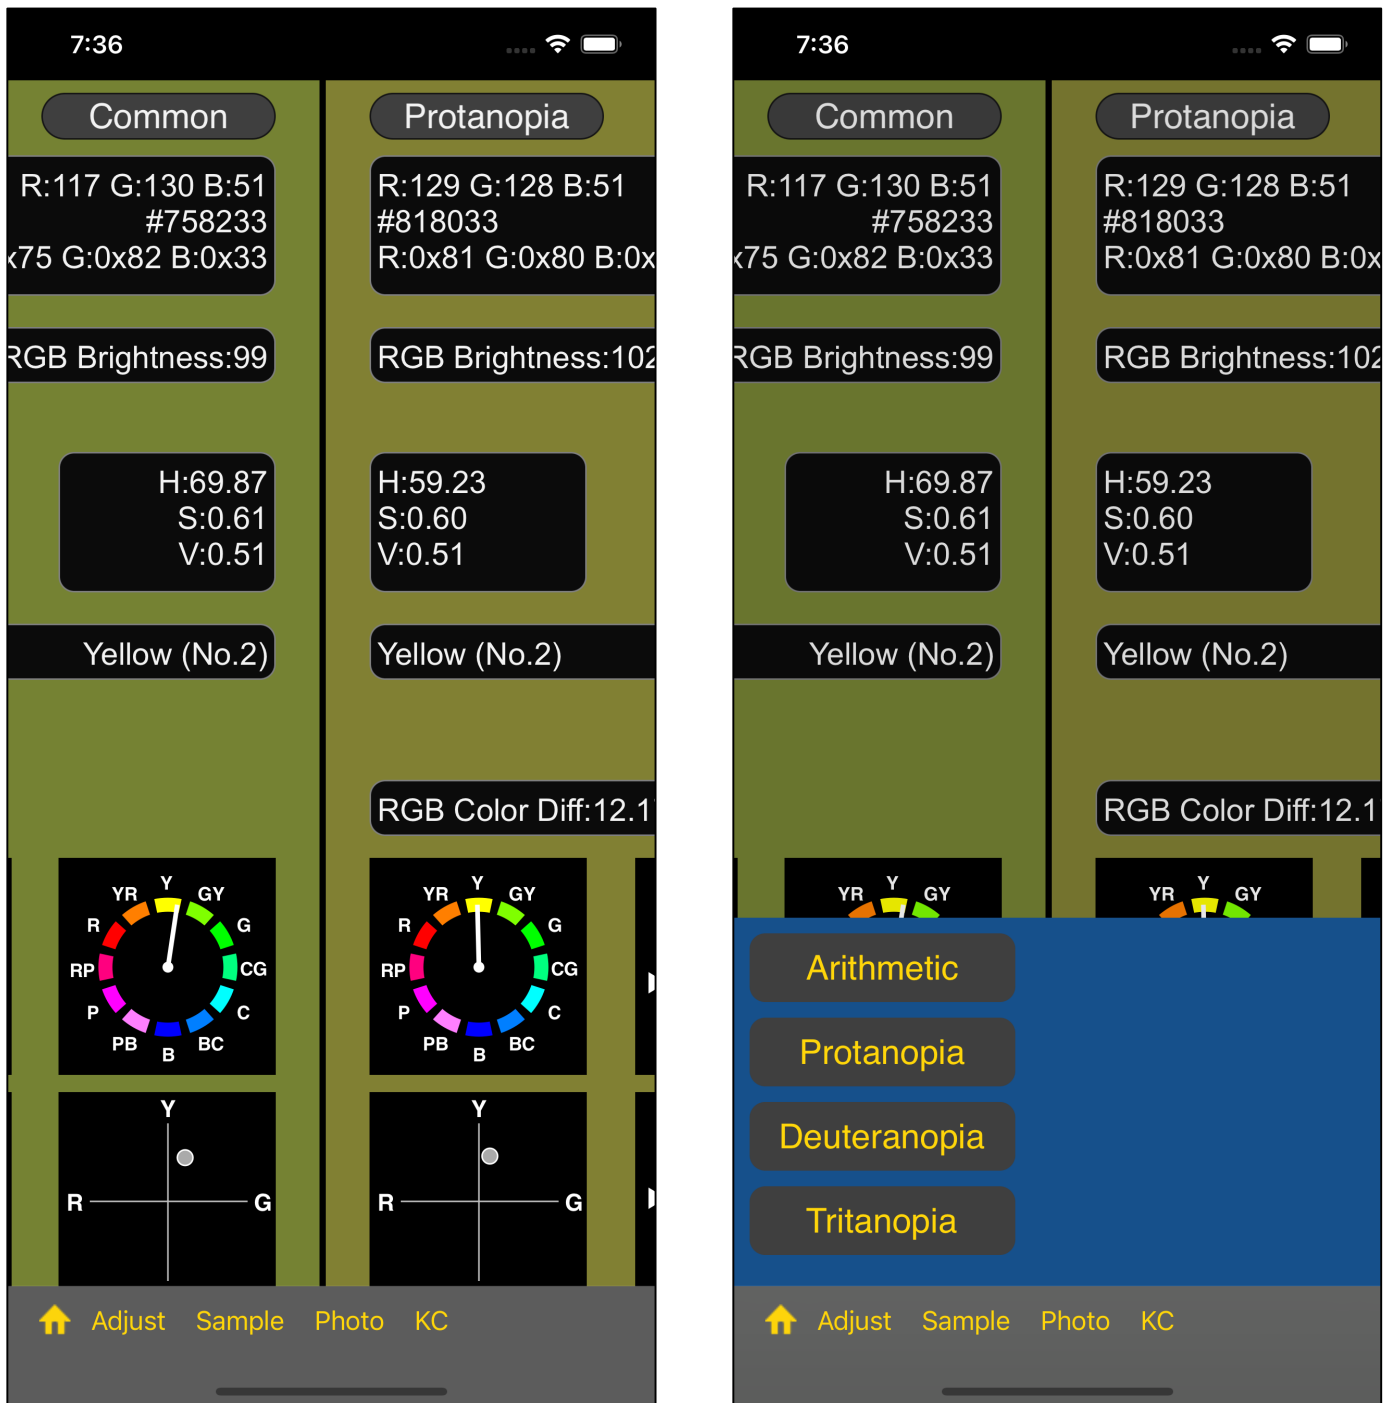 7:36
Common
Protanopia
R:117 G:130 B:51
#758233
x75 G:0x82 B:0x33
R:129 G:128 B:51
#818033
R:0x81 G:0x80 B:0x
RGB Brightness:99
RGB Brightness:102
H:69.87
S:0.61
V:0.51
H:59.23
S:0.60
V:0.51
Yellow (No.2)
Yellow (No.2)
RGB Color Diff:12.1
Y
YR GY
R G
RP CG
P C
PB BC
B
Y
YR GY
R G
RP CG
P C
PB BC
B
Y
R G
Y
R G
Adjust Sample Photo KC
7:36
Common
Protanopia
R:117 G:130 B:51
#758233
x75 G:0x82 B:0x33
R:129 G:128 B:51
#818033
R:0x81 G:0x80 B:0x
RGB Brightness:99
RGB Brightness:102
H:69.87
S:0.61
V:0.51
H:59.23
S:0.60
V:0.51
Yellow (No.2)
Yellow (No.2)
RGB Color Diff:12.1
Y
YR GY
Y
YR GY
Arithmetic
Protanopia
Deuteranopia
Tritanopia
Adjust Sample Photo KC